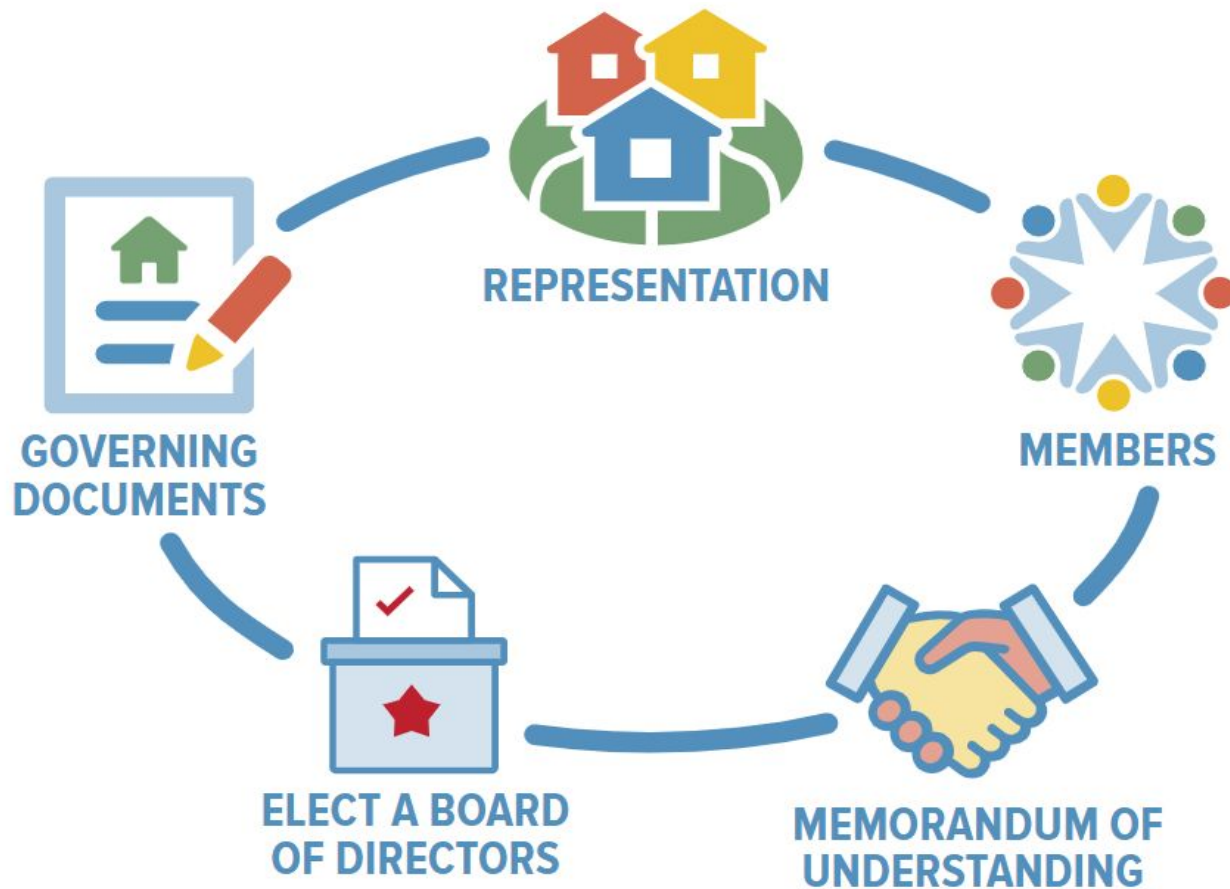 REPRESENTATION
MEMBERS
MEMORANDUM OF
UNDERSTANDING
ELECT A BOARD
OF DIRECTORS
GOVERNING
DOCUMENTS